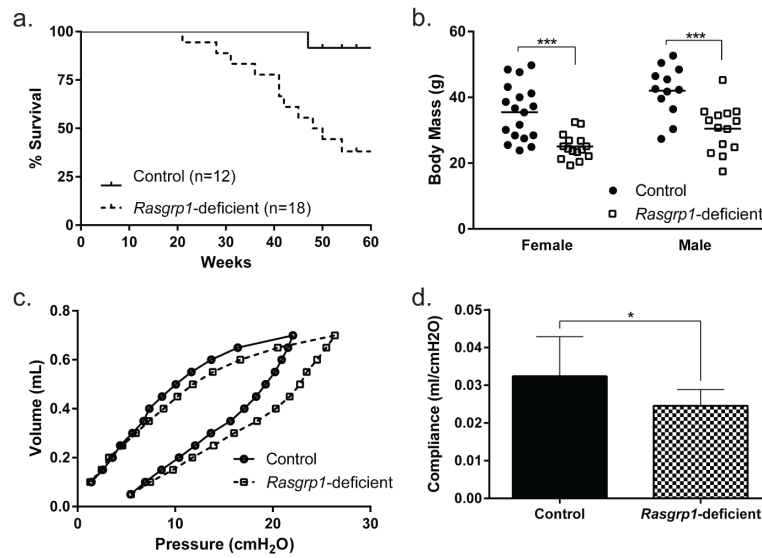 a.
% Survival
100
75
50
25
0
Control (n=12)
Rasgrp1-deficient (n=18)
0 10 20 30 40 50 60
Weeks
b.
Body Mass (g)
60
40
20
0
***
***
Control
Rasgrp1-deficient
Female Male
c.
Volume (mL)
0.8
0.6
0.4
0.2
0.0
Control
Rasgrp1-deficient
0 10 20 30
Pressure (cmH₂O)
d.
Compliance (ml/cmH2O)
0.05
0.04
0.03
0.02
0.01
0.00
*
Control Rasgrp1-deficient